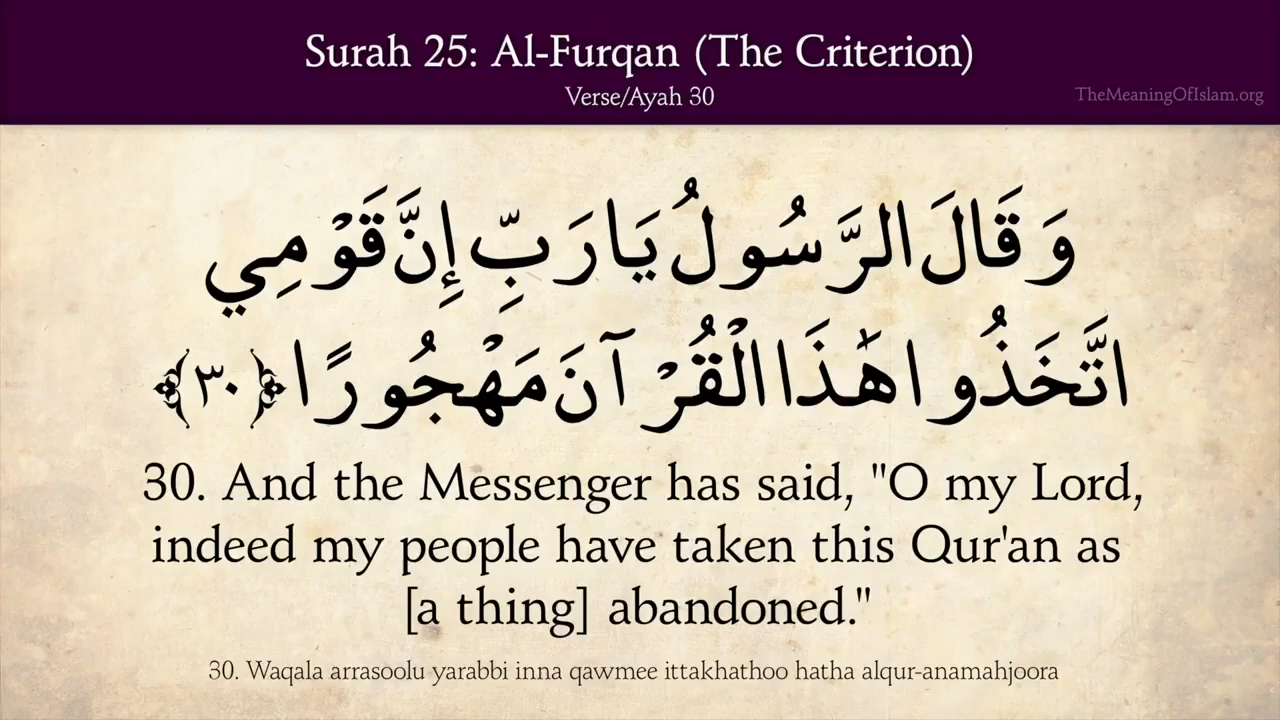 Surah 25: Al-Furqan (The Criterion)
Verse/Ayah 30
TheMeaningOfIslam.org
وَقَالَ الرَّسُولُ يَارَبِّ إِنَّ قَوْمِي
اتَّخَذُوا هَٰذَا الْقُرْآنَ مَهْجُورًا ﴿٣٠﴾
30. And the Messenger has said, "O my Lord,
indeed my people have taken this Qur'an as
[a thing] abandoned."
30. Waqala arrasoolu yarabbi inna qawmee ittakhathoo hatha alqur-anamahjoora